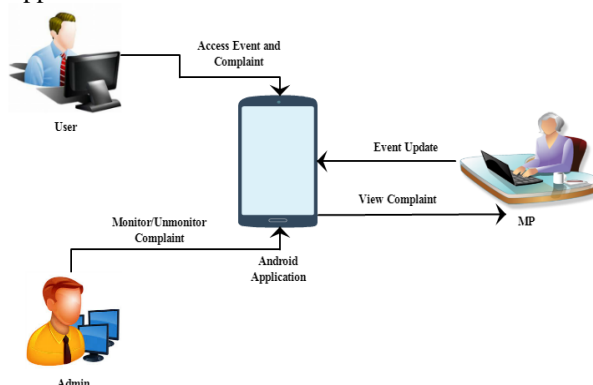 Access Event and
Complaint
User
Event Update
View Complaint
MP
Monitor/Unmonitor
Complaint
Android
Application
Admin